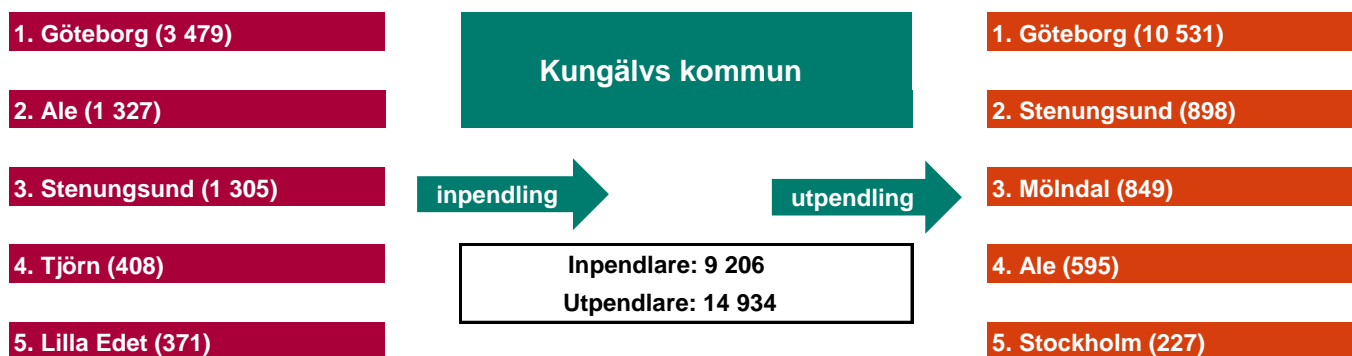 1. Göteborg (3 479)
2. Ale (1 327)
3. Stenungsund (1 305)
4. Tjörn (408)
5. Lilla Edet (371)
Kungälvs kommun
inpendling
utpendling
Inpendlare: 9 206
Utpendlare: 14 934
1. Göteborg (10 531)
2. Stenungsund (898)
3. Mölndal (849)
4. Ale (595)
5. Stockholm (227)